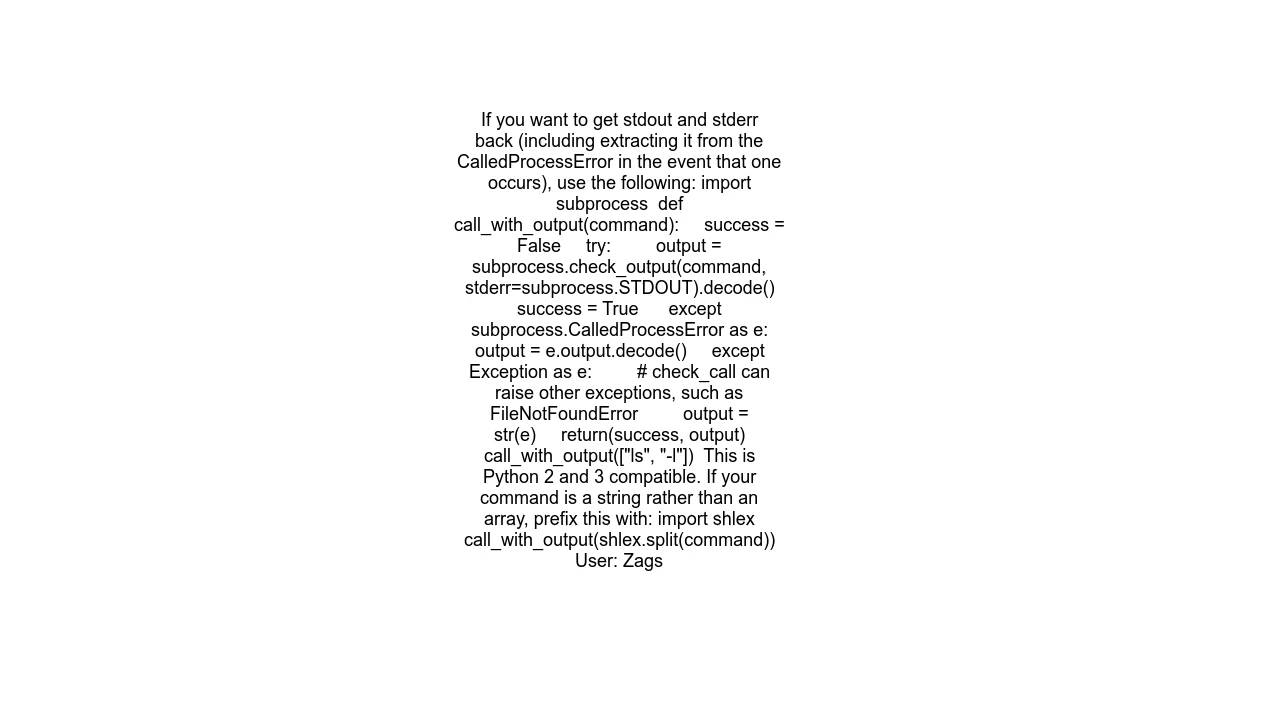 If you want to get stdout and stderr
back (including extracting it from the
CalledProcessError in the event that one
occurs), use the following: import
subprocess  def
call_with_output(command):     success =
False     try:         output =
subprocess.check_output(command,
stderr=subprocess.STDOUT).decode()
success = True      except
subprocess.CalledProcessError as e:
output = e.output.decode()     except
Exception as e:         # check_call can
raise other exceptions, such as
FileNotFoundError         output =
str(e)     return(success, output)
call_with_output(["ls", "-l"])  This is
Python 2 and 3 compatible. If your
command is a string rather than an
array, prefix this with: import shlex
call_with_output(shlex.split(command))
User: Zags